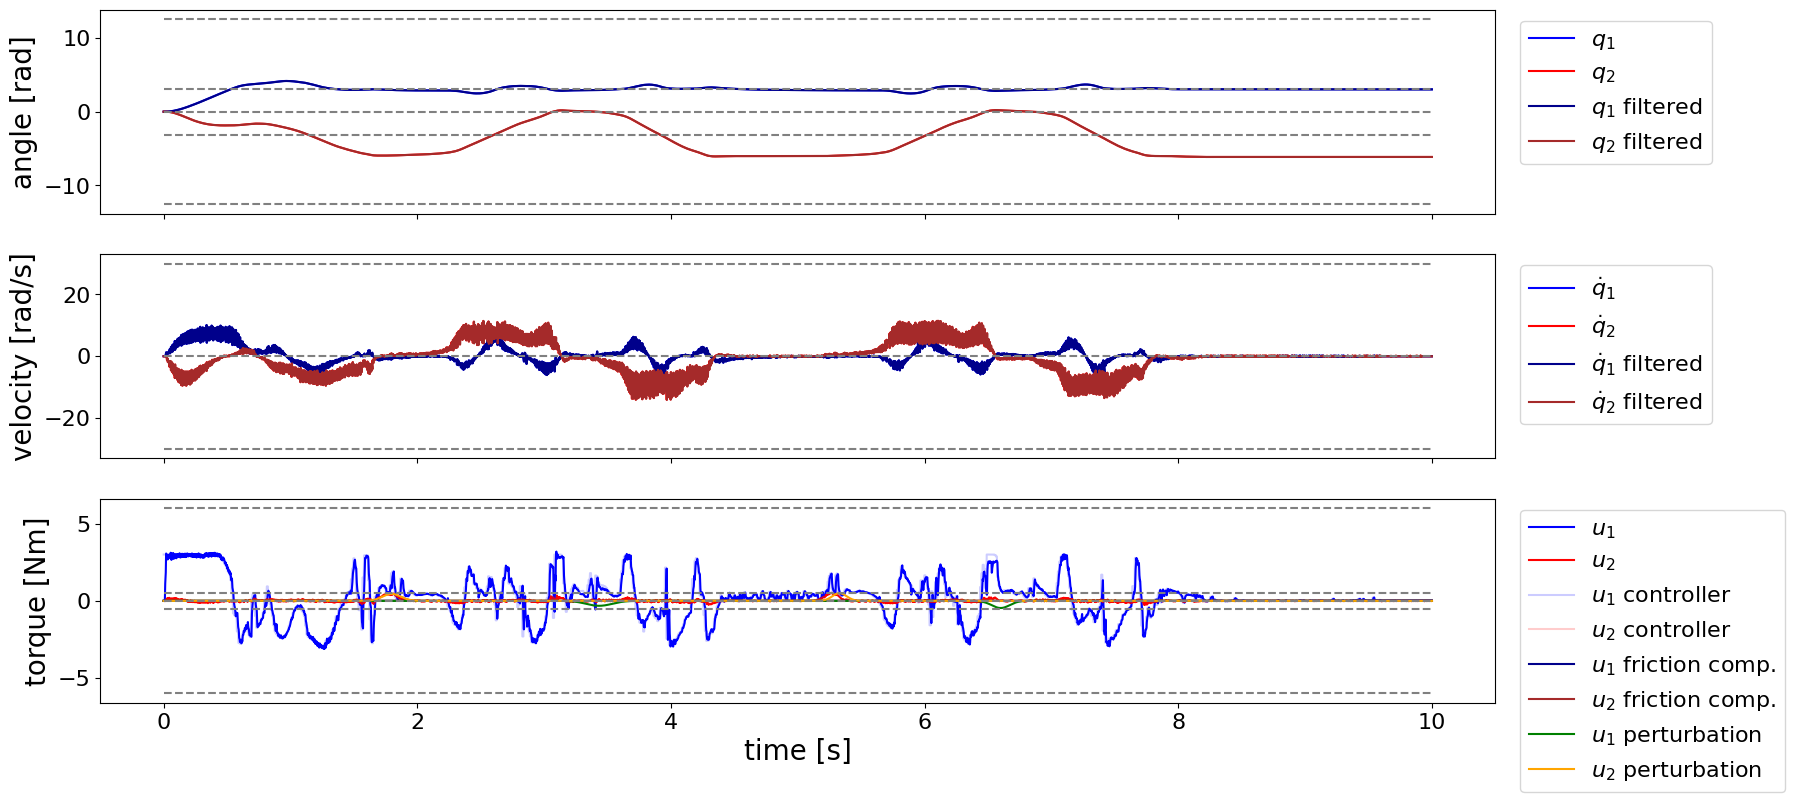 angle [rad]
10
0
−10
q₁
q₂
q₁ filtered
q₂ filtered
velocity [rad/s]
20
0
−20
q̇₁
q̇₂
q̇₁ filtered
q̇₂ filtered
torque [Nm]
5
0
−5
0 2 4 6 8 10
time [s]
u₁
u₂
u₁ controller
u₂ controller
u₁ friction comp.
u₂ friction comp.
u₁ perturbation
u₂ perturbation